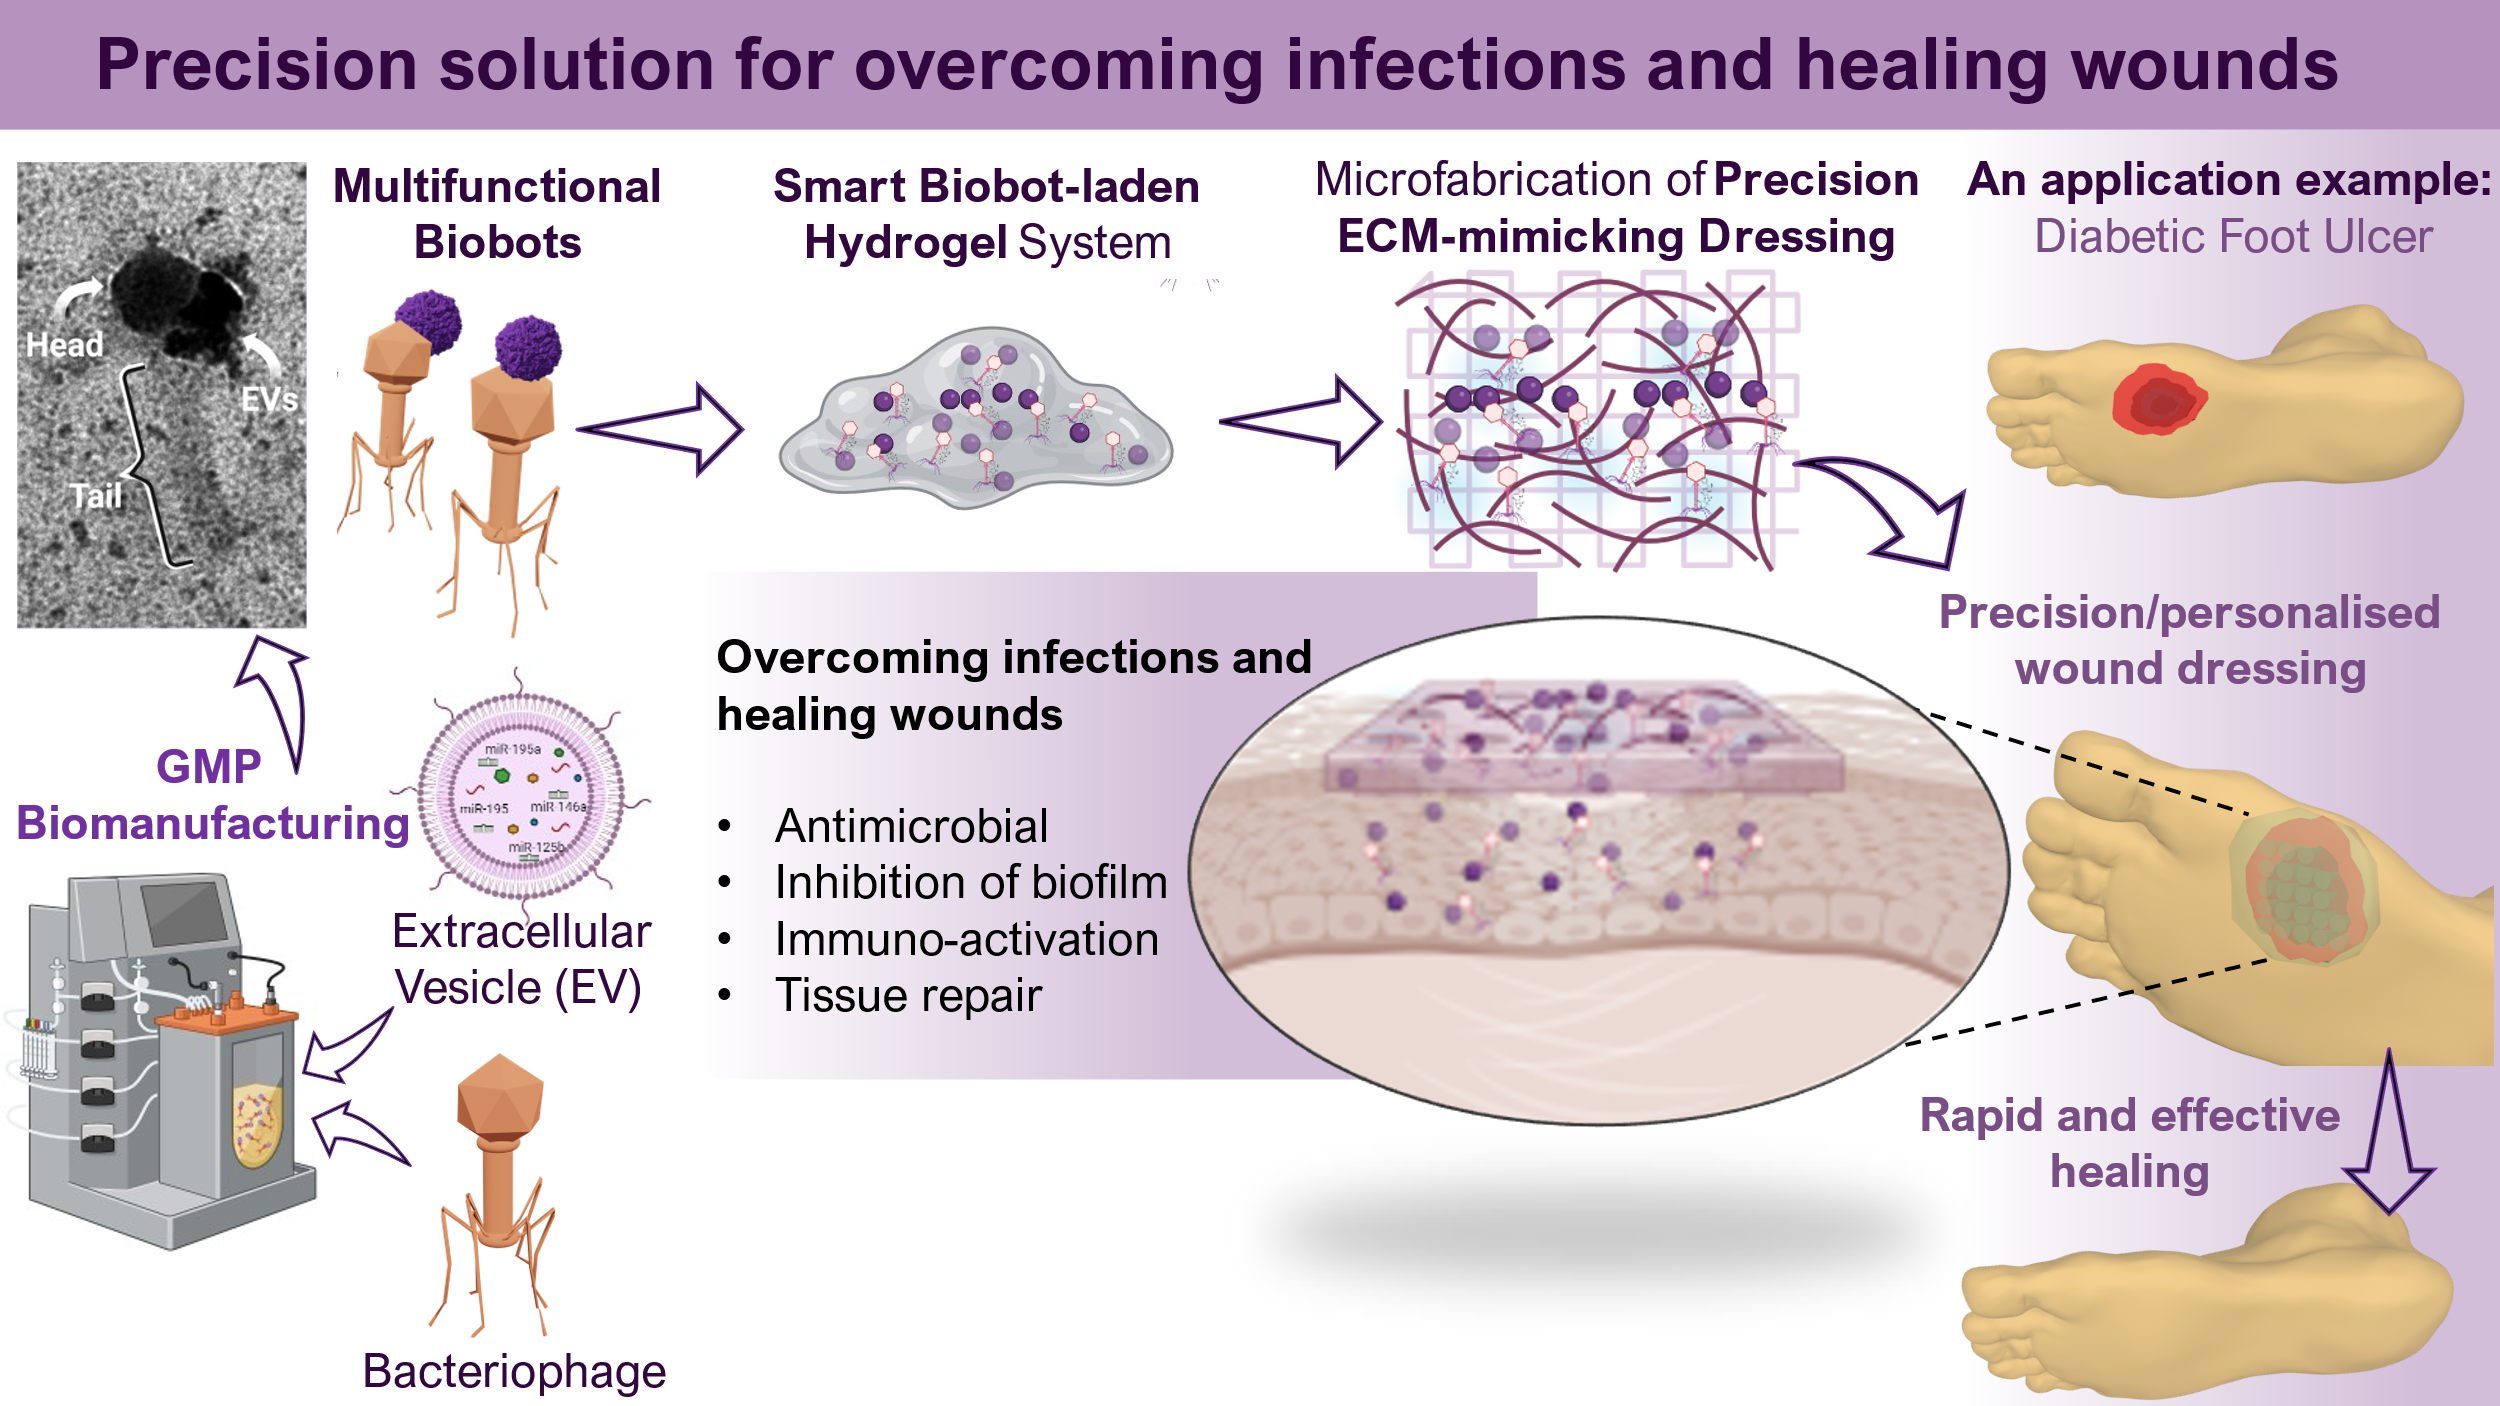 Precision solution for overcoming infections and healing wounds
Head
EVs
Tail
Multifunctional
Biobots
Smart Biobot-laden
Hydrogel System
Microfabrication of Precision
ECM-mimicking Dressing
An application example:
Diabetic Foot Ulcer
GMP
Biomanufacturing
miR-195a
miR-195
miR-146a
miR-125b
Extracellular
Vesicle (EV)
Bacteriophage
Overcoming infections and
healing wounds
• Antimicrobial
• Inhibition of biofilm
• Immuno-activation
• Tissue repair
Precision/personalised
wound dressing
Rapid and effective
healing